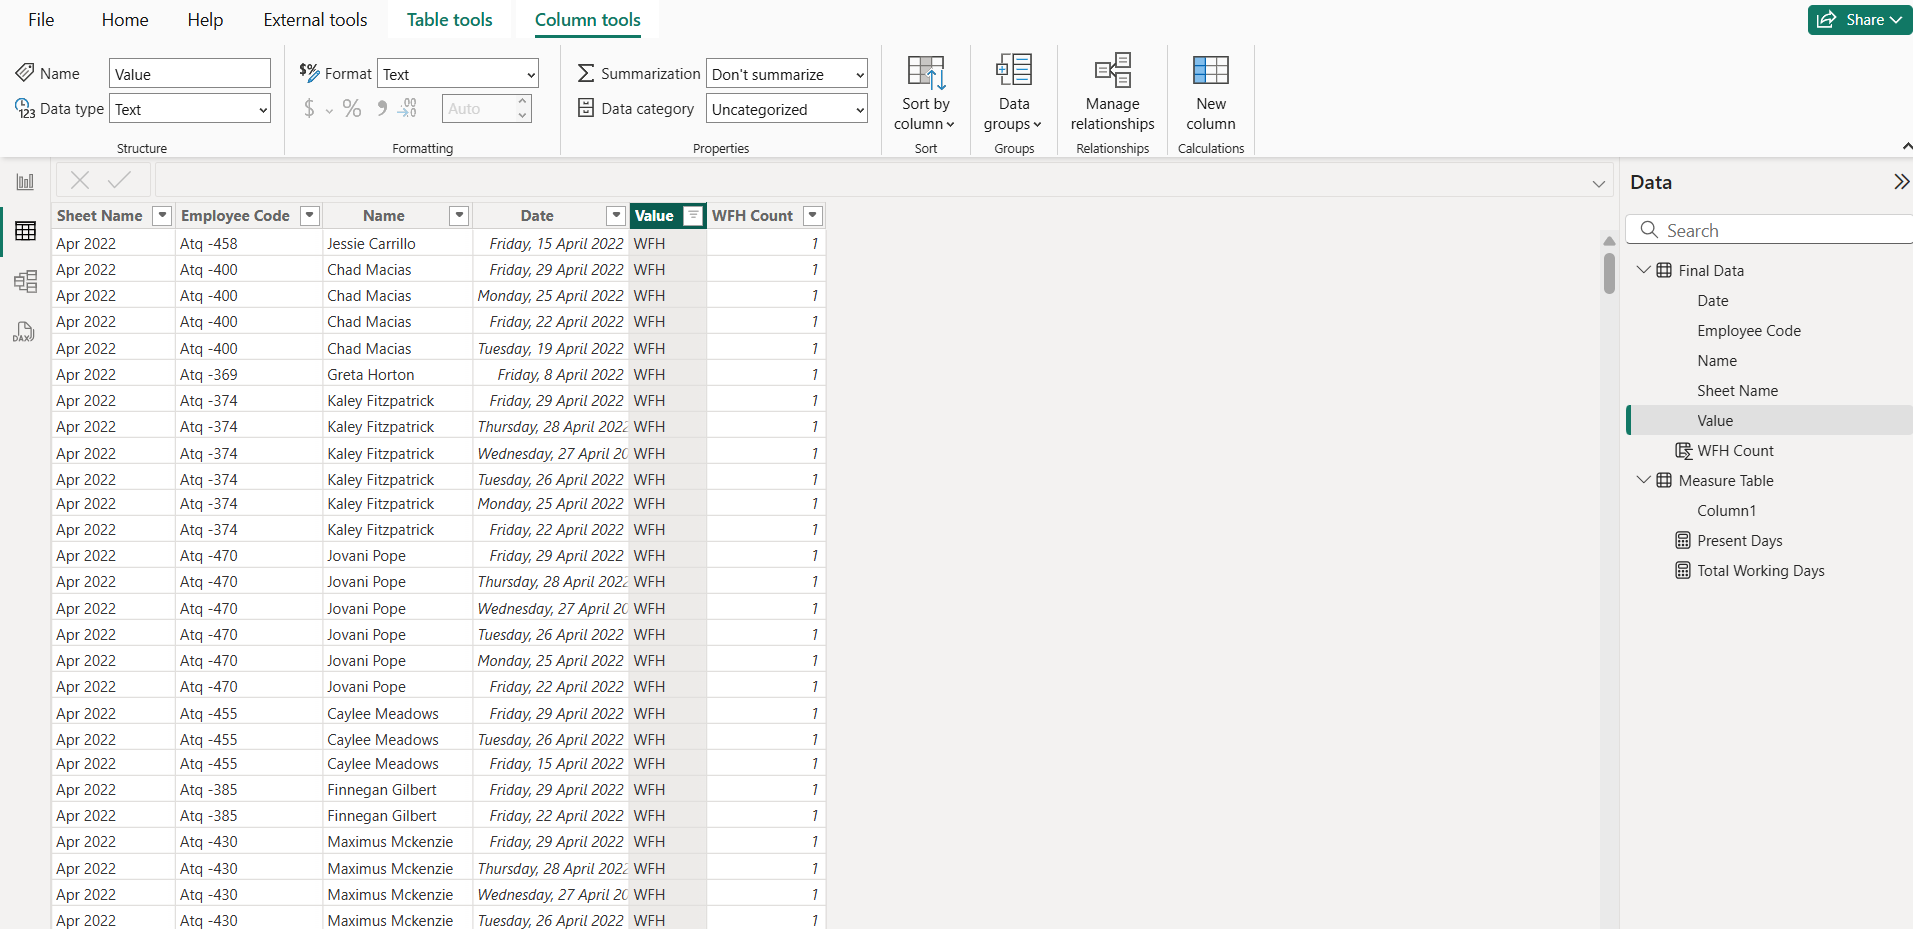 File Home Help External tools Table tools Column tools Share
Name Value $% Format Text Summarization Don't summarize
Data type Text $ % 9 .00 Auto Data category Uncategorized
Sort by column Data groups Manage relationships New column
Structure Formatting Properties Sort Groups Relationships Calculations
Data
Search
Sheet Name Employee Code Name Date Value WFH Count
Apr 2022 Atq -458 Jessie Carrillo Friday, 15 April 2022 WFH 1
Apr 2022 Atq -400 Chad Macias Friday, 29 April 2022 WFH 1
Apr 2022 Atq -400 Chad Macias Monday, 25 April 2022 WFH 1
Apr 2022 Atq -400 Chad Macias Friday, 22 April 2022 WFH 1
Apr 2022 Atq -400 Chad Macias Tuesday, 19 April 2022 WFH 1
Apr 2022 Atq -369 Greta Horton Friday, 8 April 2022 WFH 1
Apr 2022 Atq -374 Kaley Fitzpatrick Friday, 29 April 2022 WFH 1
Apr 2022 Atq -374 Kaley Fitzpatrick Thursday, 28 April 2022 WFH 1
Apr 2022 Atq -374 Kaley Fitzpatrick Wednesday, 27 April 20 WFH 1
Apr 2022 Atq -374 Kaley Fitzpatrick Tuesday, 26 April 2022 WFH 1
Apr 2022 Atq -374 Kaley Fitzpatrick Monday, 25 April 2022 WFH 1
Apr 2022 Atq -374 Kaley Fitzpatrick Friday, 22 April 2022 WFH 1
Apr 2022 Atq -470 Jovani Pope Friday, 29 April 2022 WFH 1
Apr 2022 Atq -470 Jovani Pope Thursday, 28 April 2022 WFH 1
Apr 2022 Atq -470 Jovani Pope Wednesday, 27 April 20 WFH 1
Apr 2022 Atq -470 Jovani Pope Tuesday, 26 April 2022 WFH 1
Apr 2022 Atq -470 Jovani Pope Monday, 25 April 2022 WFH 1
Apr 2022 Atq -470 Jovani Pope Friday, 22 April 2022 WFH 1
Apr 2022 Atq -455 Caylee Meadows Friday, 29 April 2022 WFH 1
Apr 2022 Atq -455 Caylee Meadows Tuesday, 26 April 2022 WFH 1
Apr 2022 Atq -455 Caylee Meadows Friday, 15 April 2022 WFH 1
Apr 2022 Atq -385 Finnegan Gilbert Friday, 29 April 2022 WFH 1
Apr 2022 Atq -385 Finnegan Gilbert Friday, 22 April 2022 WFH 1
Apr 2022 Atq -430 Maximus Mckenzie Friday, 29 April 2022 WFH 1
Apr 2022 Atq -430 Maximus Mckenzie Thursday, 28 April 2022 WFH 1
Apr 2022 Atq -430 Maximus Mckenzie Wednesday, 27 April 20 WFH 1
Apr 2022 Atq -430 Maximus Mckenzie Tuesday, 26 April 2022 WFH 1
Final Data
Date
Employee Code
Name
Sheet Name
Value
WFH Count
Measure Table
Column1
Present Days
Total Working Days
DAX